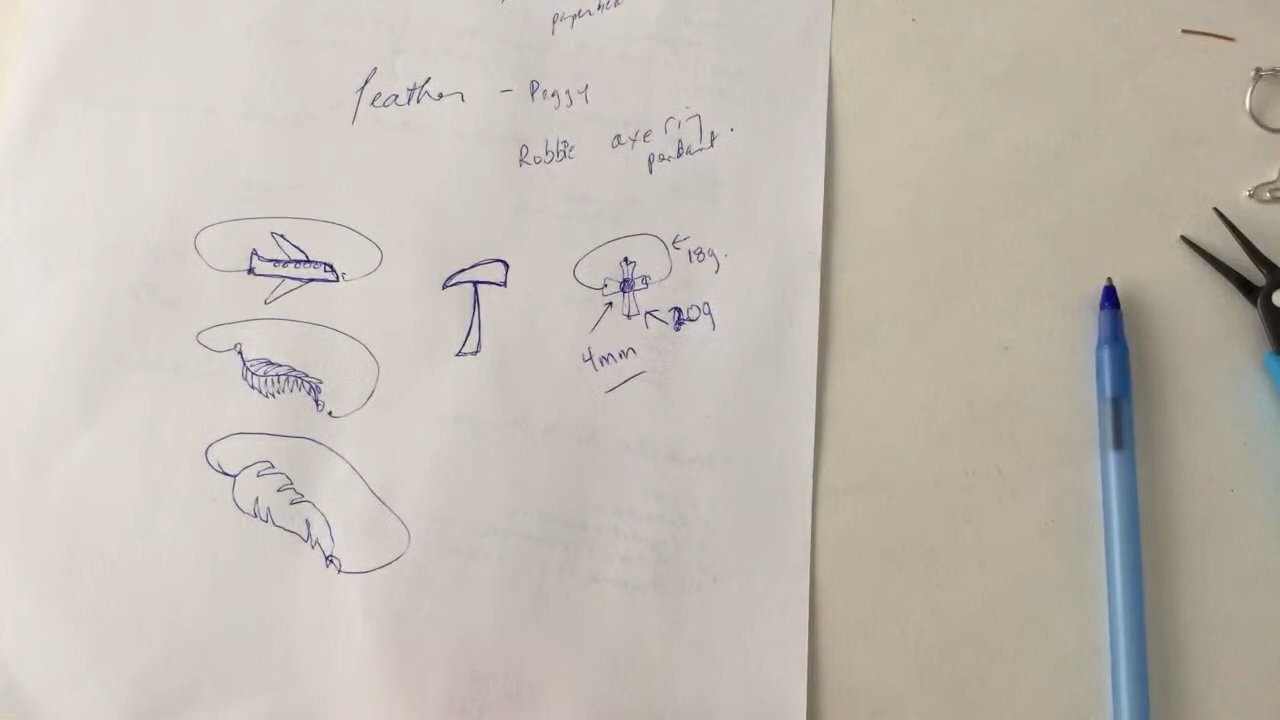 feather - Peggy
Robbie axe ring
pendant.
18g.
20g
4mm